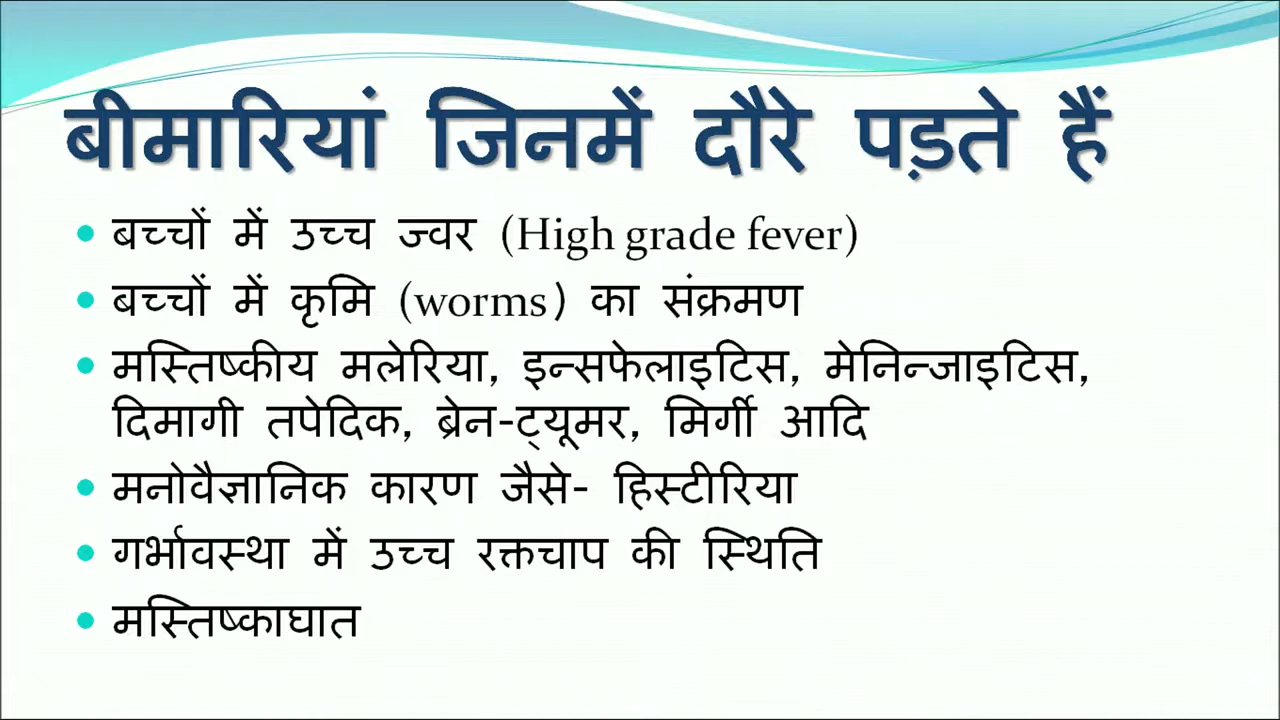 बीमारियां जिनमें दौरे पड़ते हैं
• बच्चों में उच्च ज्वर (High grade fever)
• बच्चों में कृमि (worms) का संक्रमण
• मस्तिष्कीय मलेरिया, इन्सफेलाइटिस, मेनिन्जाइटिस,
दिमागी तपेदिक, ब्रेन-ट्यूमर, मिर्गी आदि
• मनोवैज्ञानिक कारण जैसे- हिस्टीरिया
• गर्भावस्था में उच्च रक्तचाप की स्थिति
• मस्तिष्काघात